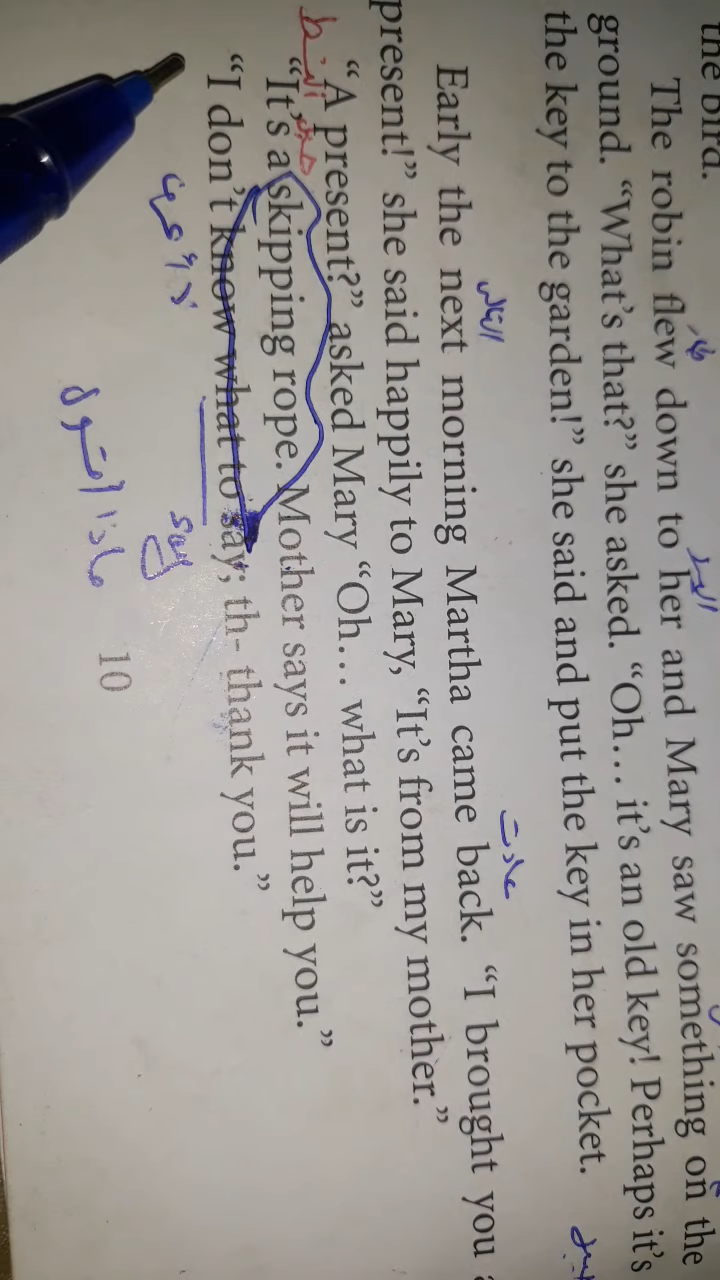 the bird.
The robin flew down to her and Mary saw something on the
ground. “What's that?” she asked. “Oh... it's an old key! Perhaps it's
the key to the garden!” she said and put the key in her pocket.
التالي
عادت
Early the next morning Martha came back. “I brought you a
present!” she said happily to Mary, “It's from my mother.”
“A present?” asked Mary “Oh... what is it?”
“It's a skipping rope. Mother says it will help you.”
“I don't know what to say; th- thank you.”
say
ماذا اقول
10